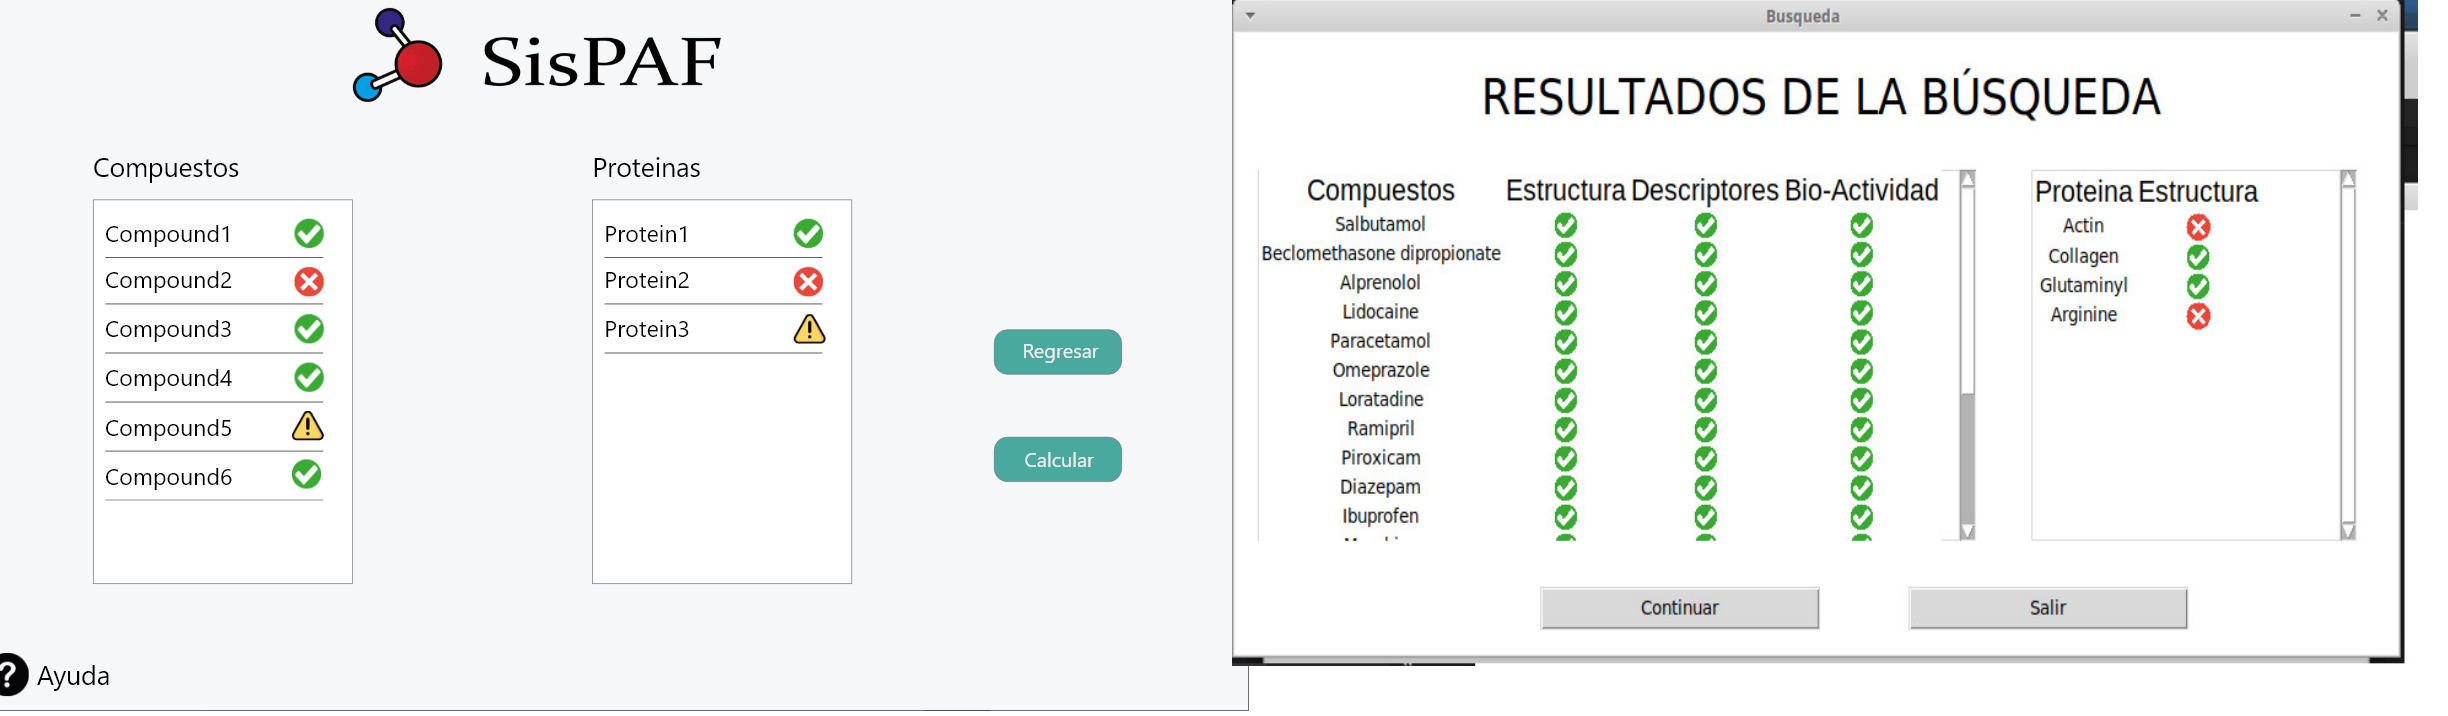 SisPAF
Compuestos
Proteinas
Compound1
Compound2
Compound3
Compound4
Compound5
Compound6
Protein1
Protein2
Protein3
Regresar
Calcular
? Ayuda
Busqueda
RESULTADOS DE LA BÚSQUEDA
Compuestos Estructura Descriptores Bio-Actividad
Salbutamol
Beclomethasone dipropionate
Alprenolol
Lidocaine
Paracetamol
Omeprazole
Loratadine
Ramipril
Piroxicam
Diazepam
Ibuprofen
Proteina Estructura
Actin
Collagen
Glutaminyl
Arginine
Continuar
Salir